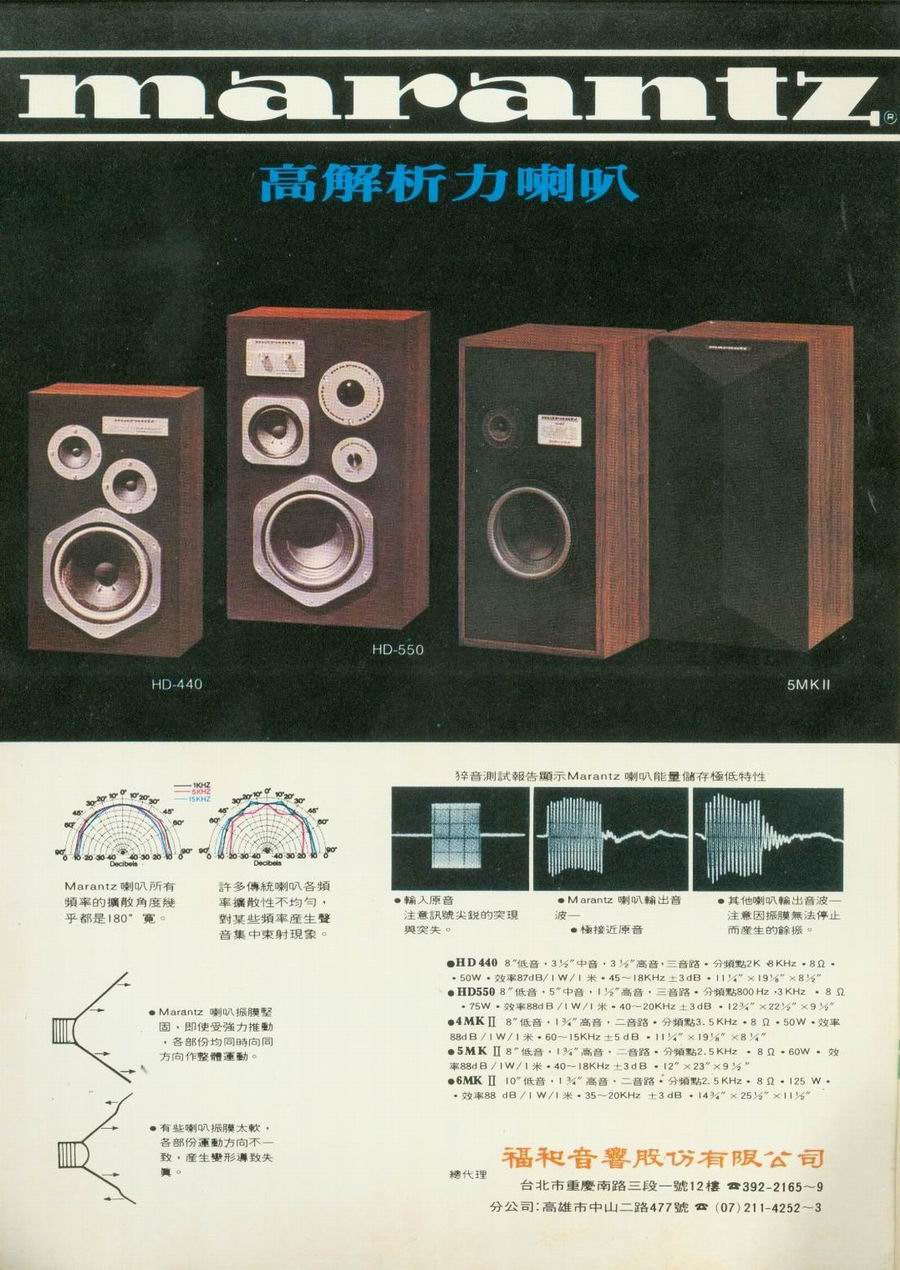 marantz®
高解析力喇叭
HD-440
HD-550
5MKII
1KHZ
5KHZ
15KHZ
Decibels
Decibels
Marantz 喇叭所有
頻率的擴散角度幾
乎都是180°寬。
許多傳統喇叭各頻
率擴散性不均勻，
對某些頻率產生聲
音集中束射現象。
猝音測試報告顯示Marantz 喇叭能量儲存極低特性
●輸入原音
注意訊號尖銳的突現
與突失。
●Marantz 喇叭輸出音
波—
●極接近原音
●其他喇叭輸出音波—
注意因振膜無法停止
而產生的餘振。
●Marantz 喇叭振膜堅
固，即使受強力推動
，各部份均同時向同
方向作整體運動。
●有些喇叭振膜太軟，
各部份運動方向不一
致，產生變形導致失
眞。
●HD440 8"低音・3½"中音・3½"高音・三音路・分頻點2K・8KHz・8Ω・
・50W・效率87dB/1W/1米・45～18KHz±3dB・11¼"×19⅛"×8½"
●HD550 8"低音・5"中音・1½"高音・三音路・分頻點800Hz・3KHz・8Ω
・75W・效率88dB/1W/1米・40～20KHz±3dB・12¾"×22½"×9½"
●4MKⅡ 8"低音・1¾"高音・二音路・分頻點3.5KHz・8Ω・50W・效率
88dB/1W/1米・60～15KHz±5dB・11¼"×19⅛"×8¼"
●5MKⅡ 8"低音・1¾"高音・二音路・分頻點2.5KHz・8Ω・60W・效
率88dB/1W/1米・40～18KHz±3dB・12"×23"×9½"
●6MKⅡ 10"低音・1¾"高音・二音路・分頻點2.5KHz・8Ω・125W・
・效率88dB/1W/1米・35～20KHz±3dB・14¾"×25½"×11½"
總代理 福和音響股份有限公司
台北市重慶南路三段一號12樓 ☎392-2165～9
分公司:高雄市中山二路477號 ☎(07)211-4252～3